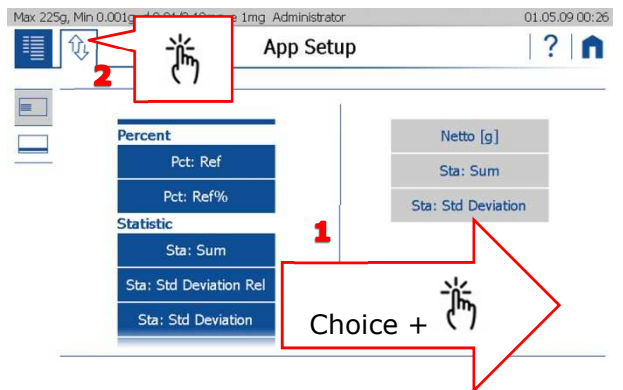 Max 225g, Min 0.001g 1mg Administrator 01.05.09 00:26
2
App Setup
?
Percent
Pct: Ref
Pct: Ref%
Statistic
Sta: Sum
Sta: Std Deviation Rel
Sta: Std Deviation
Netto [g]
Sta: Sum
Sta: Std Deviation
1
Choice +